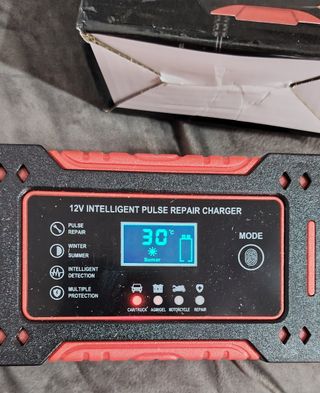 12V INTELLIGENT PULSE REPAIR CHARGER
PULSE
REPAIR
WINTER
SUMMER
INTELLIGENT
DETECTION
MULTIPLE
PROTECTION
30°C
Sumer
MODE
CAR/TRUCK
AGM/GEL
MOTORCYCLE
REPAIR